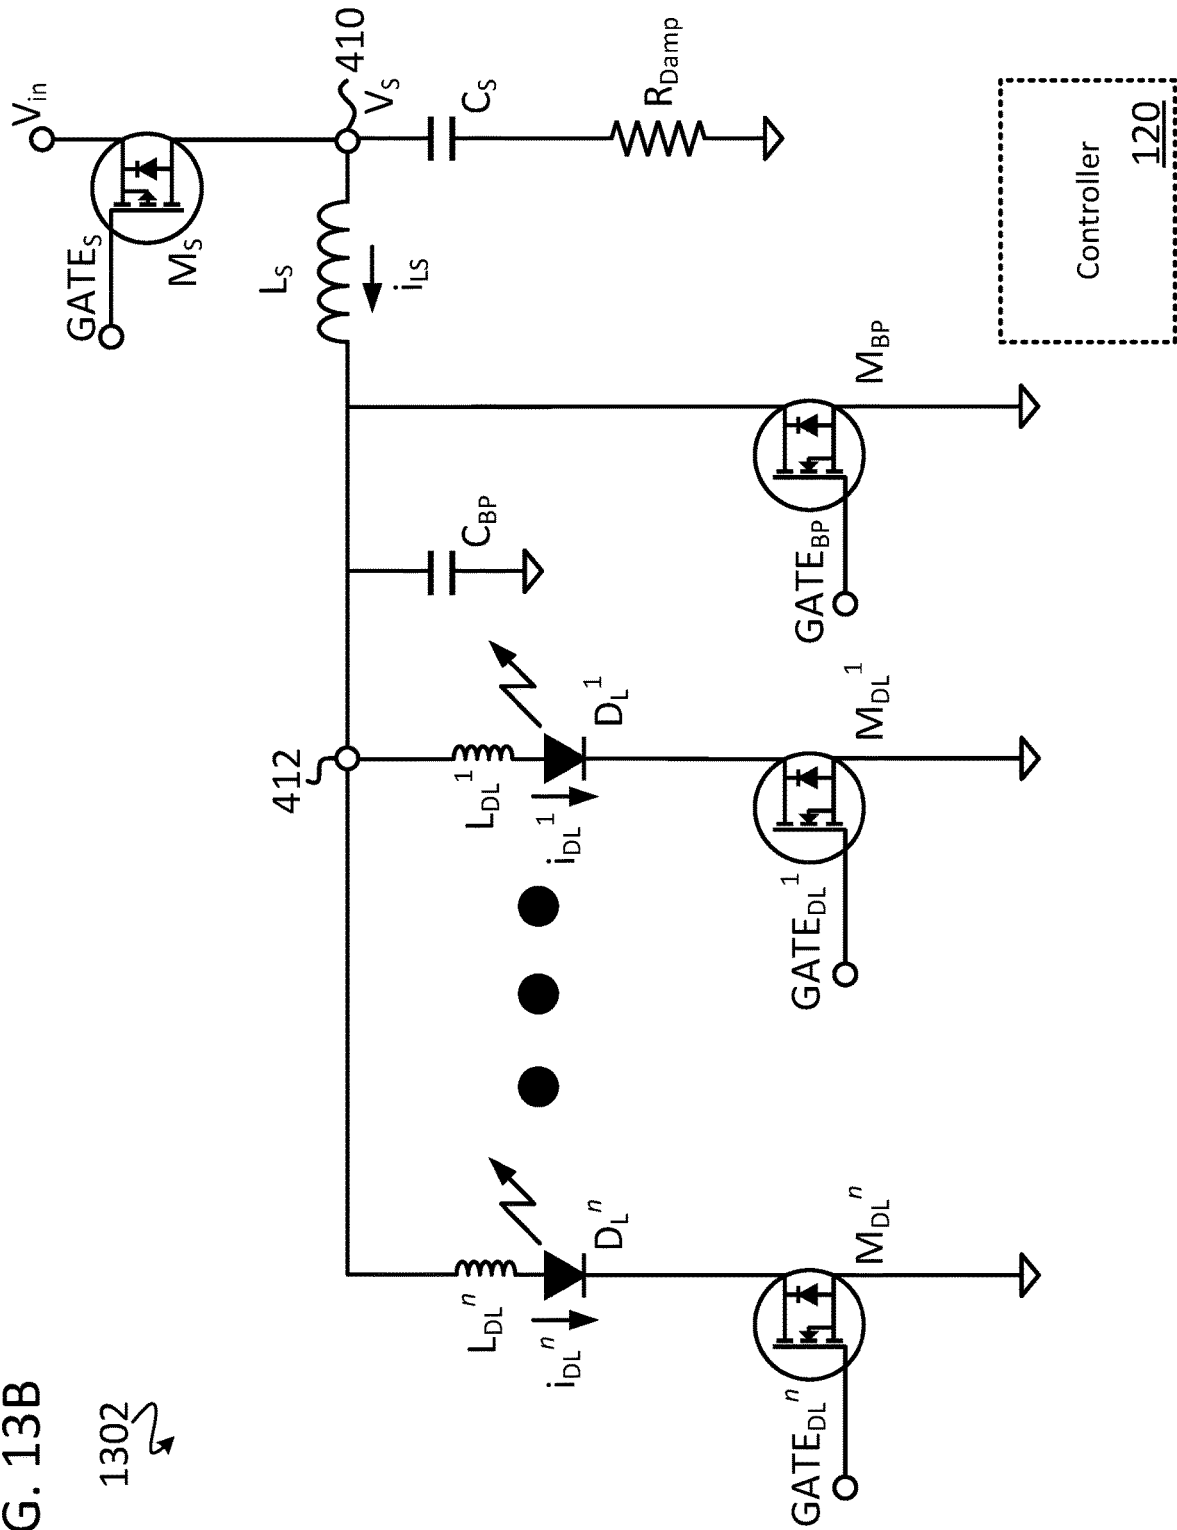 G. 13B
1302
V_in
GATE_S
M_S
410
V_S
C_S
R_Damp
L_S
i_LS
Controller
120
M_BP
GATE_BP
C_BP
412
L_DL^1
D_L^1
i_DL^1
M_DL^1
GATE_DL^1
L_DL^n
D_L^n
i_DL^n
M_DL^n
GATE_DL^n